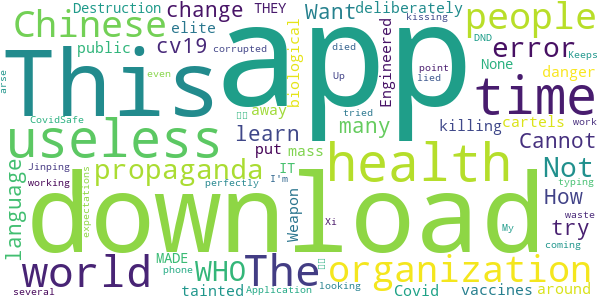 Destruction change THEY Want deliberately people
Chinese cv19 elite public None error
This app kissing DND Keeps
arse corrupted died point lied Up even tried
biological Engineered danger cartels
time
useless away learn many killing Cannot
CovidSafe put mass IT Not
language Jinping propaganda health How
working expectations perfectly I'm Weapon try typing work
download Xi My waste coming
world The organization
MADE WHO phone tainted Application looking Covid vaccines around
several